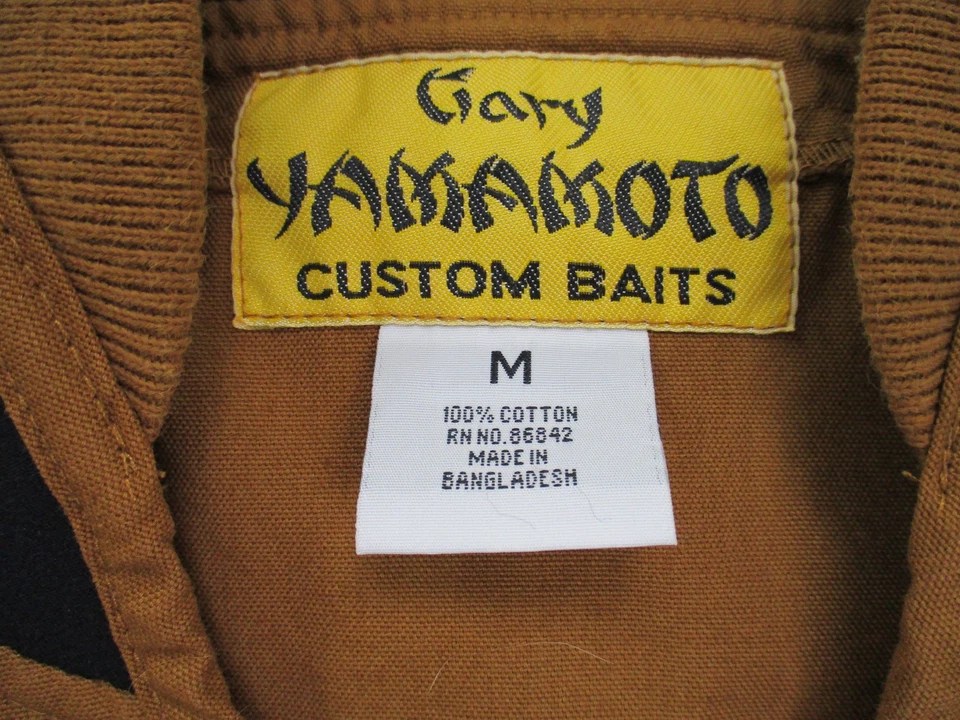 Gary
YAMAMOTO
CUSTOM BAITS
M
100% COTTON
RN NO.86842
MADE IN
BANGLADESH